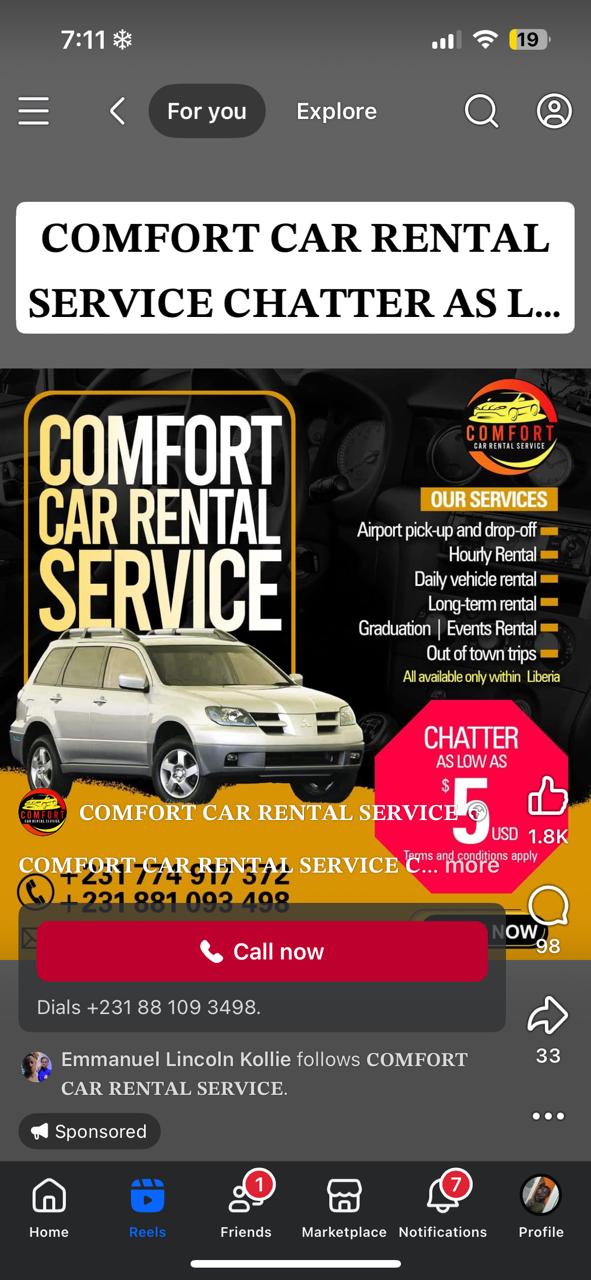 7:11
19
For you
Explore
COMFORT CAR RENTAL
SERVICE CHATTER AS L...
COMFORT
CAR RENTAL
SERVICE
COMFORT
CAR RENTAL SERVICE
OUR SERVICES
Airport pick-up and drop-off
Hourly Rental
Daily vehicle rental
Long-term rental
Graduation | Events Rental
Out of town trips
All available only within Liberia
CHATTER
AS LOW AS
$5 USD
Terms and conditions apply
COMFORT CAR RENTAL SERVICE
COMFORT CAR RENTAL SERVICE C... more
+231 774 917 372
+231 881 093 498
NOW
1.8K
98
33
Call now
Dials +231 88 109 3498.
Emmanuel Lincoln Kollie follows COMFORT
CAR RENTAL SERVICE.
Sponsored
1
7
Home
Reels
Friends
Marketplace
Notifications
Profile